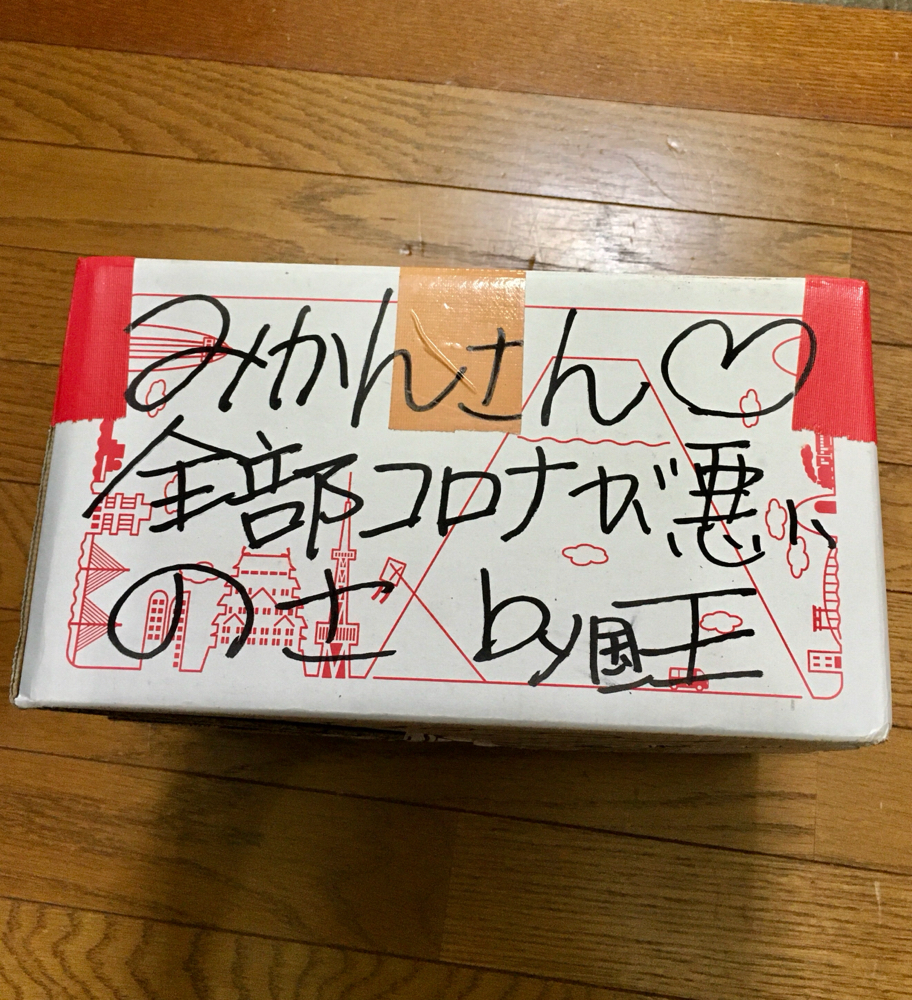 みかんさん♡
全部コロナが悪い
のさ by国王